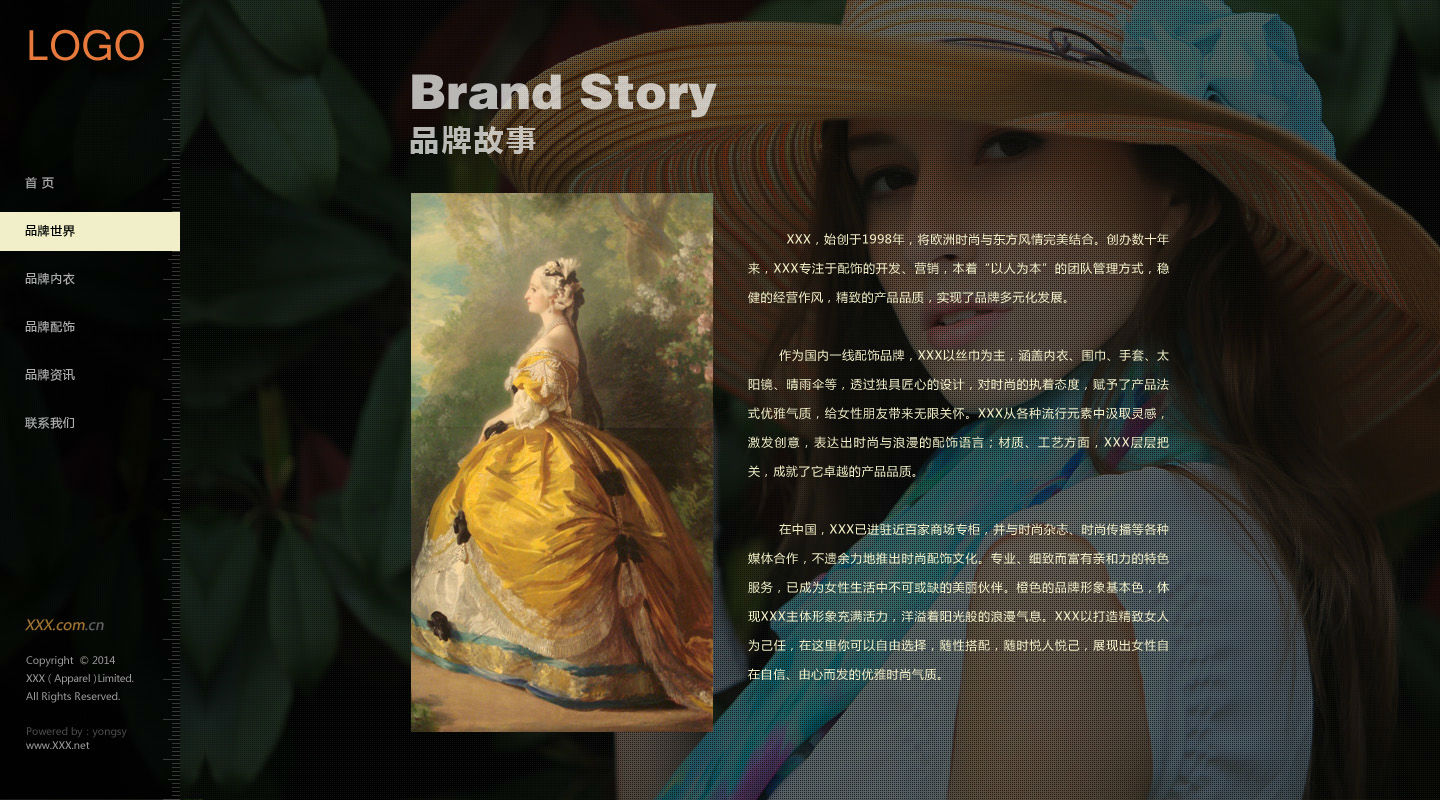 LOGO
首 页
品牌世界
品牌内衣
品牌配饰
品牌资讯
联系我们
XXX.com.cn
Copyright © 2014
XXX ( Apparel )Limited.
All Rights Reserved.
Powered by : yongsy
www.XXX.net
Brand Story
品牌故事
XXX，始创于1998年，将欧洲时尚与东方风情完美结合。创办数十年
来，XXX专注于配饰的开发、营销，本着“以人为本”的团队管理方式，稳
健的经营作风，精致的产品品质，实现了品牌多元化发展。
作为国内一线配饰品牌，XXX以丝巾为主，涵盖内衣、围巾、手套、太
阳镜、晴雨伞等，透过独具匠心的设计，对时尚的执着态度，赋予了产品法
式优雅气质，给女性朋友带来无限关怀。XXX从各种流行元素中汲取灵感，
激发创意，表达出时尚与浪漫的配饰语言；材质、工艺方面，XXX层层把
关，成就了它卓越的产品品质。
在中国，XXX已进驻近百家商场专柜，并与时尚杂志、时尚传播等各种
媒体合作，不遗余力地推出时尚配饰文化。专业、细致而富有亲和力的特色
服务，已成为女性生活中不可或缺的美丽伙伴。橙色的品牌形象基本色，体
现XXX主体形象充满活力，洋溢着阳光般的浪漫气息。XXX以打造精致女人
为己任，在这里你可以自由选择，随性搭配，随时悦人悦己，展现出女性自
在自信、由心而发的优雅时尚气质。